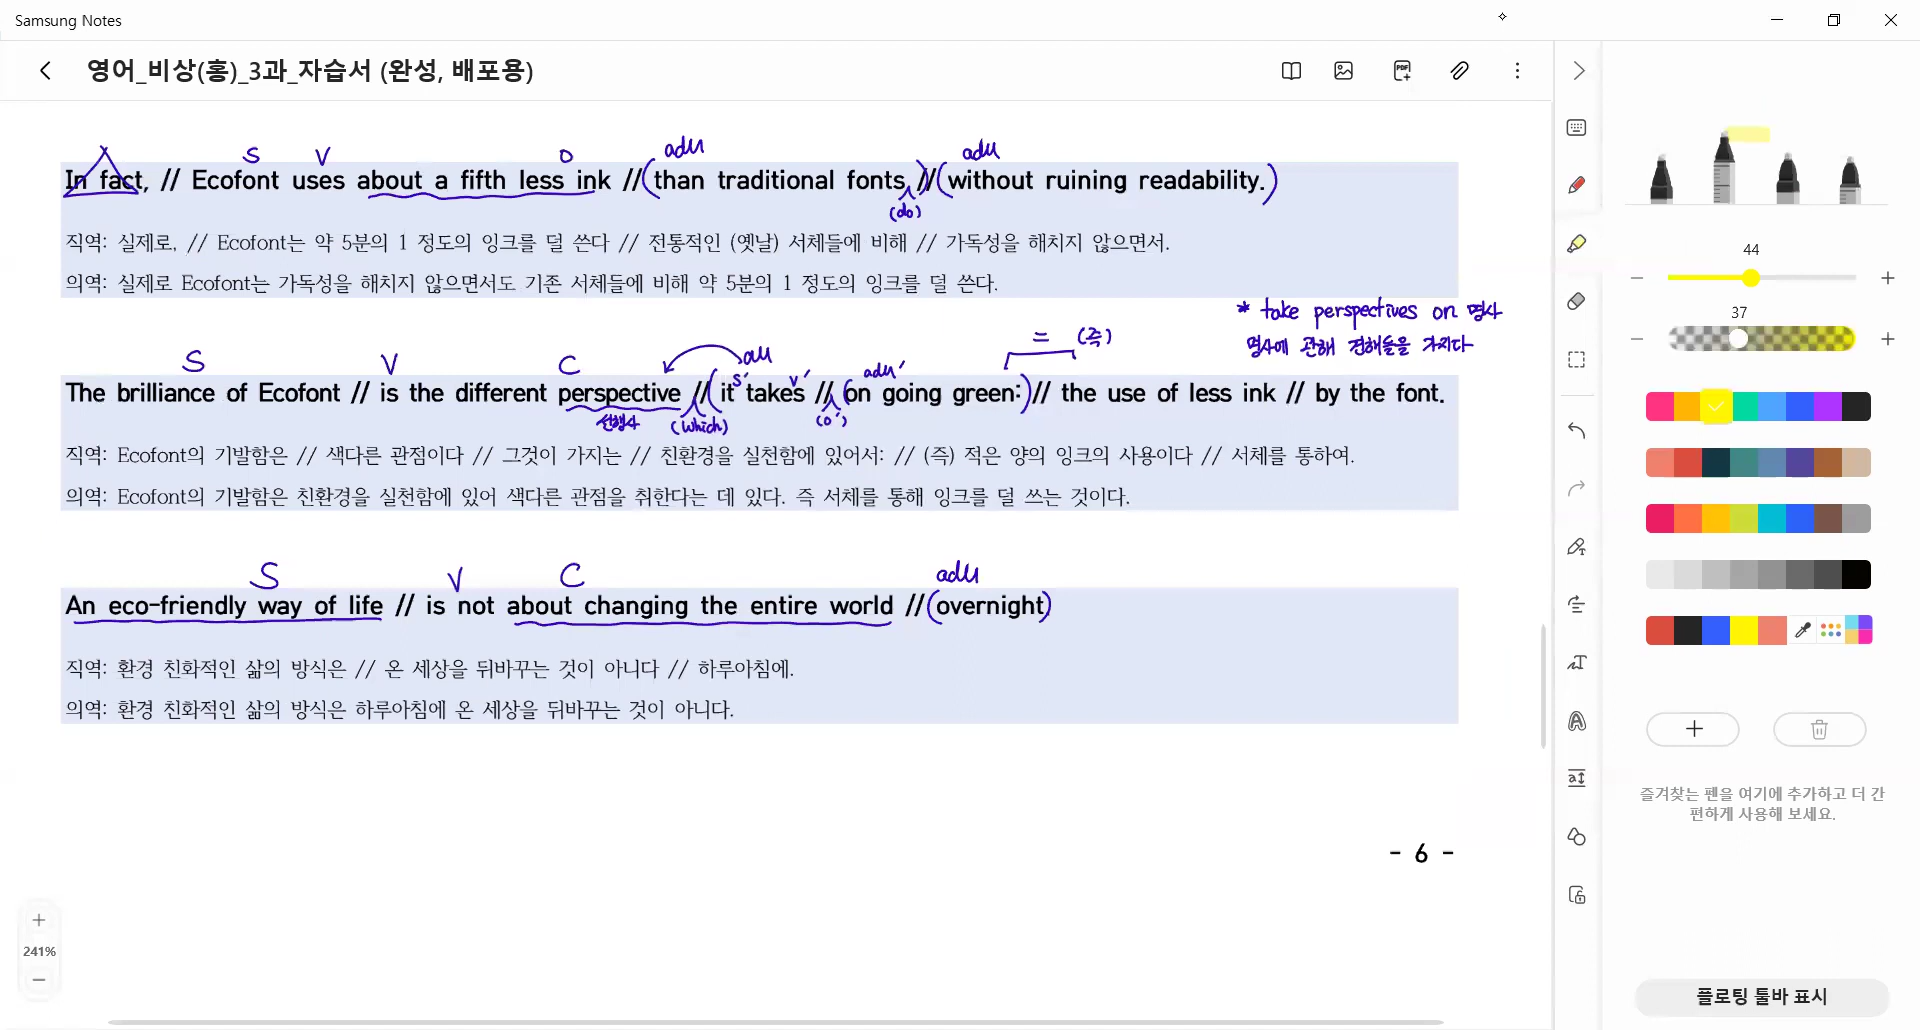 Samsung Notes
영어_비상(홍)_3과_자습서 (완성, 배포용)
S V O adv adv
In fact, // Ecofont uses about a fifth less ink // (than traditional fonts, //) (without ruining readability.)
(do)
직역: 실제로, // Ecofont는 약 5분의 1 정도의 잉크를 덜 쓴다 // 전통적인 (옛날) 서체들에 비해 // 가독성을 해치지 않으면서.
의역: 실제로 Ecofont는 가독성을 해치지 않으면서도 기존 서체들에 비해 약 5분의 1 정도의 잉크를 덜 쓴다.
* take perspectives on 명사
명사에 관해 견해들을 가지다
= (즉)
S V C adj S' V' adv'
The brilliance of Ecofont // is the different perspective // (it takes // (on going green:) // the use of less ink // by the font.
선행사 (which) (o')
직역: Ecofont의 기발함은 // 색다른 관점이다 // 그것이 가지는 // 친환경을 실천함에 있어서: // (즉) 적은 양의 잉크의 사용이다 // 서체를 통하여.
의역: Ecofont의 기발함은 친환경을 실천함에 있어 색다른 관점을 취한다는 데 있다. 즉 서체를 통해 잉크를 덜 쓰는 것이다.
S V C adv
An eco-friendly way of life // is not about changing the entire world // (overnight)
직역: 환경 친화적인 삶의 방식은 // 온 세상을 뒤바꾸는 것이 아니다 // 하루아침에.
의역: 환경 친화적인 삶의 방식은 하루아침에 온 세상을 뒤바꾸는 것이 아니다.
- 6 -
241%
44
37
즐겨찾는 펜을 여기에 추가하고 더 간
편하게 사용해 보세요.
플로팅 툴바 표시